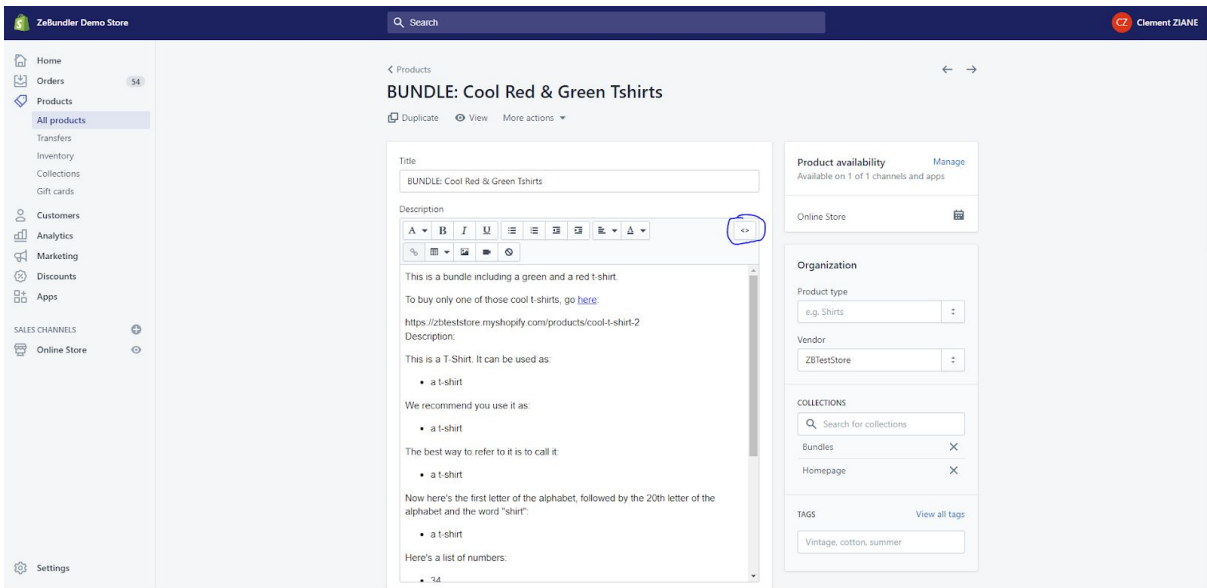 ZeBundler Demo Store
Search
CZ Clement ZIANE
Home
Orders 54
Products
All products
Transfers
Inventory
Collections
Gift cards
Customers
Analytics
Marketing
Discounts
Apps
SALES CHANNELS
Online Store
Settings
Products
BUNDLE: Cool Red & Green Tshirts
Duplicate View More actions
Title
BUNDLE: Cool Red & Green Tshirts
Description
A B I U A <>
This is a bundle including a green and a red t-shirt.
To buy only one of those cool t-shirts, go here:
https://zbteststore.myshopify.com/products/cool-t-shirt-2
Description:
This is a T-Shirt. It can be used as:
• a t-shirt
We recommend you use it as:
• a t-shirt
The best way to refer to it is to call it:
• a t-shirt
Now here's the first letter of the alphabet, followed by the 20th letter of the
alphabet and the word "shirt":
• a t-shirt
Here's a list of numbers:
• 34
Product availability Manage
Available on 1 of 1 channels and apps
Online Store
Organization
Product type
e.g. Shirts
Vendor
ZBTestStore
COLLECTIONS
Search for collections
Bundles
Homepage
TAGS View all tags
Vintage, cotton, summer